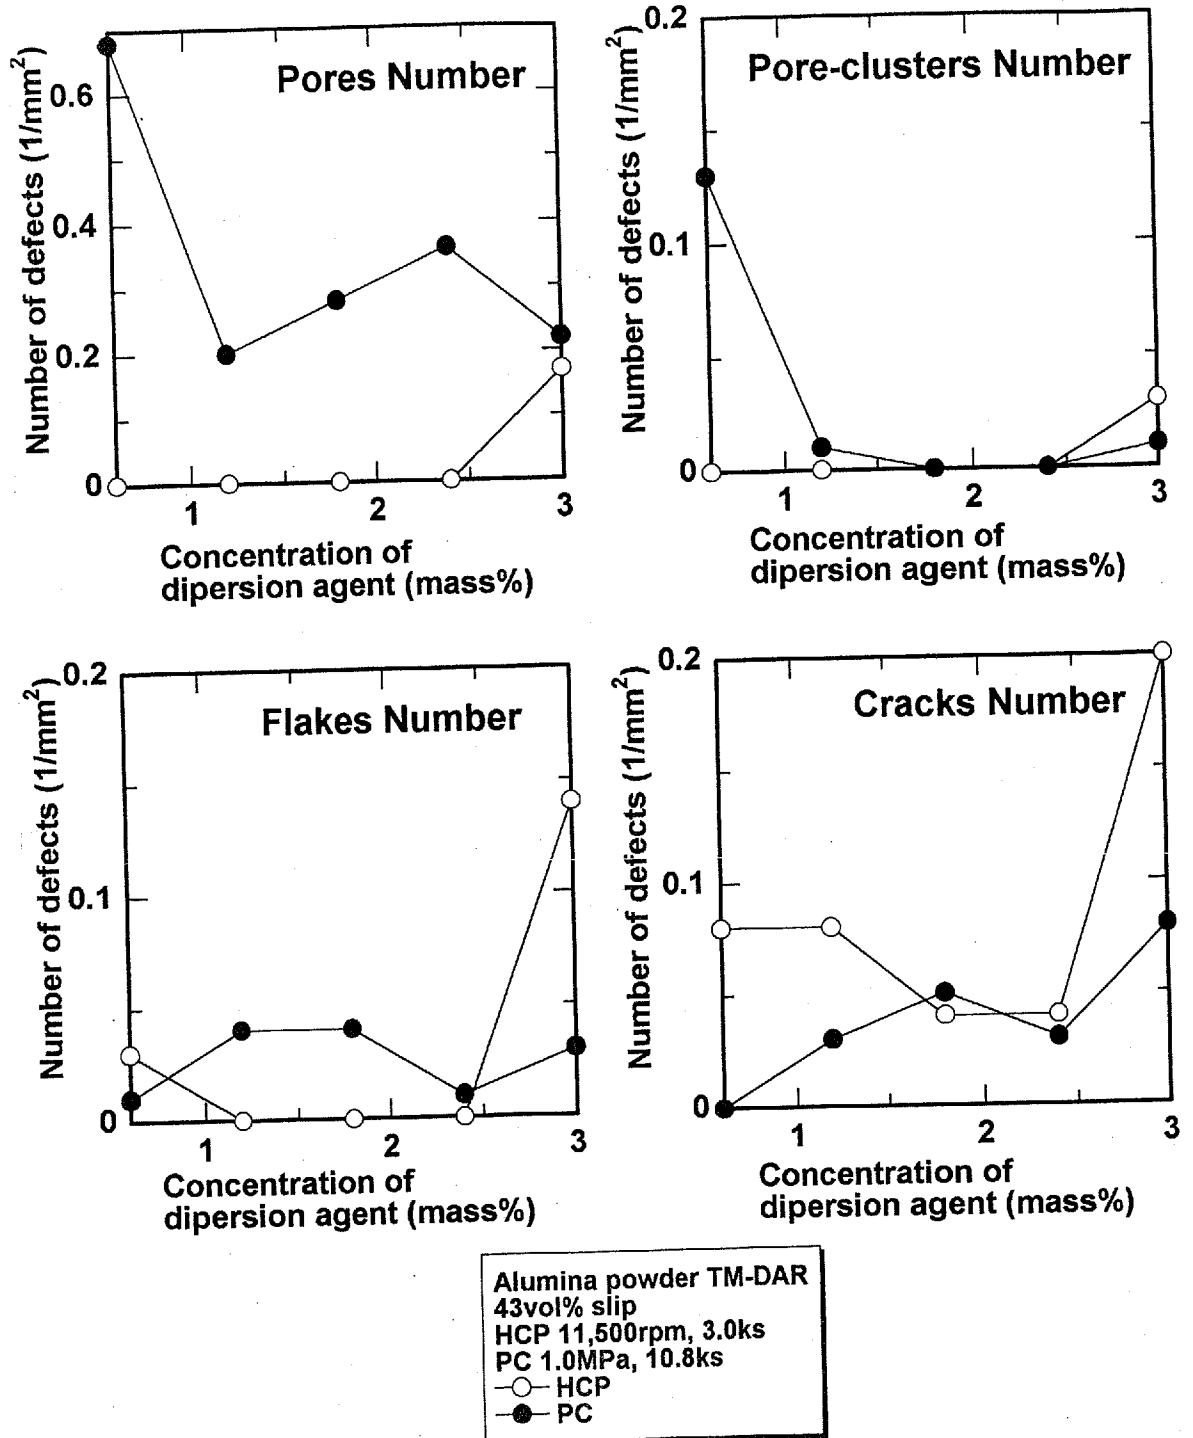 Pores Number
Number of defects (1/mm²)
0.6
0.4
0.2
0
1
2
3
Concentration of
dipersion agent (mass%)
Pore-clusters Number
Number of defects (1/mm²)
0.2
0.1
0
1
2
3
Concentration of
dipersion agent (mass%)
Flakes Number
Number of defects (1/mm²)
0.2
0.1
0
1
2
3
Concentration of
dipersion agent (mass%)
Cracks Number
Number of defects (1/mm²)
0.2
0.1
0
1
2
3
Concentration of
dipersion agent (mass%)
Alumina powder TM-DAR
43vol% slip
HCP 11,500rpm, 3.0ks
PC 1.0MPa, 10.8ks
HCP
PC